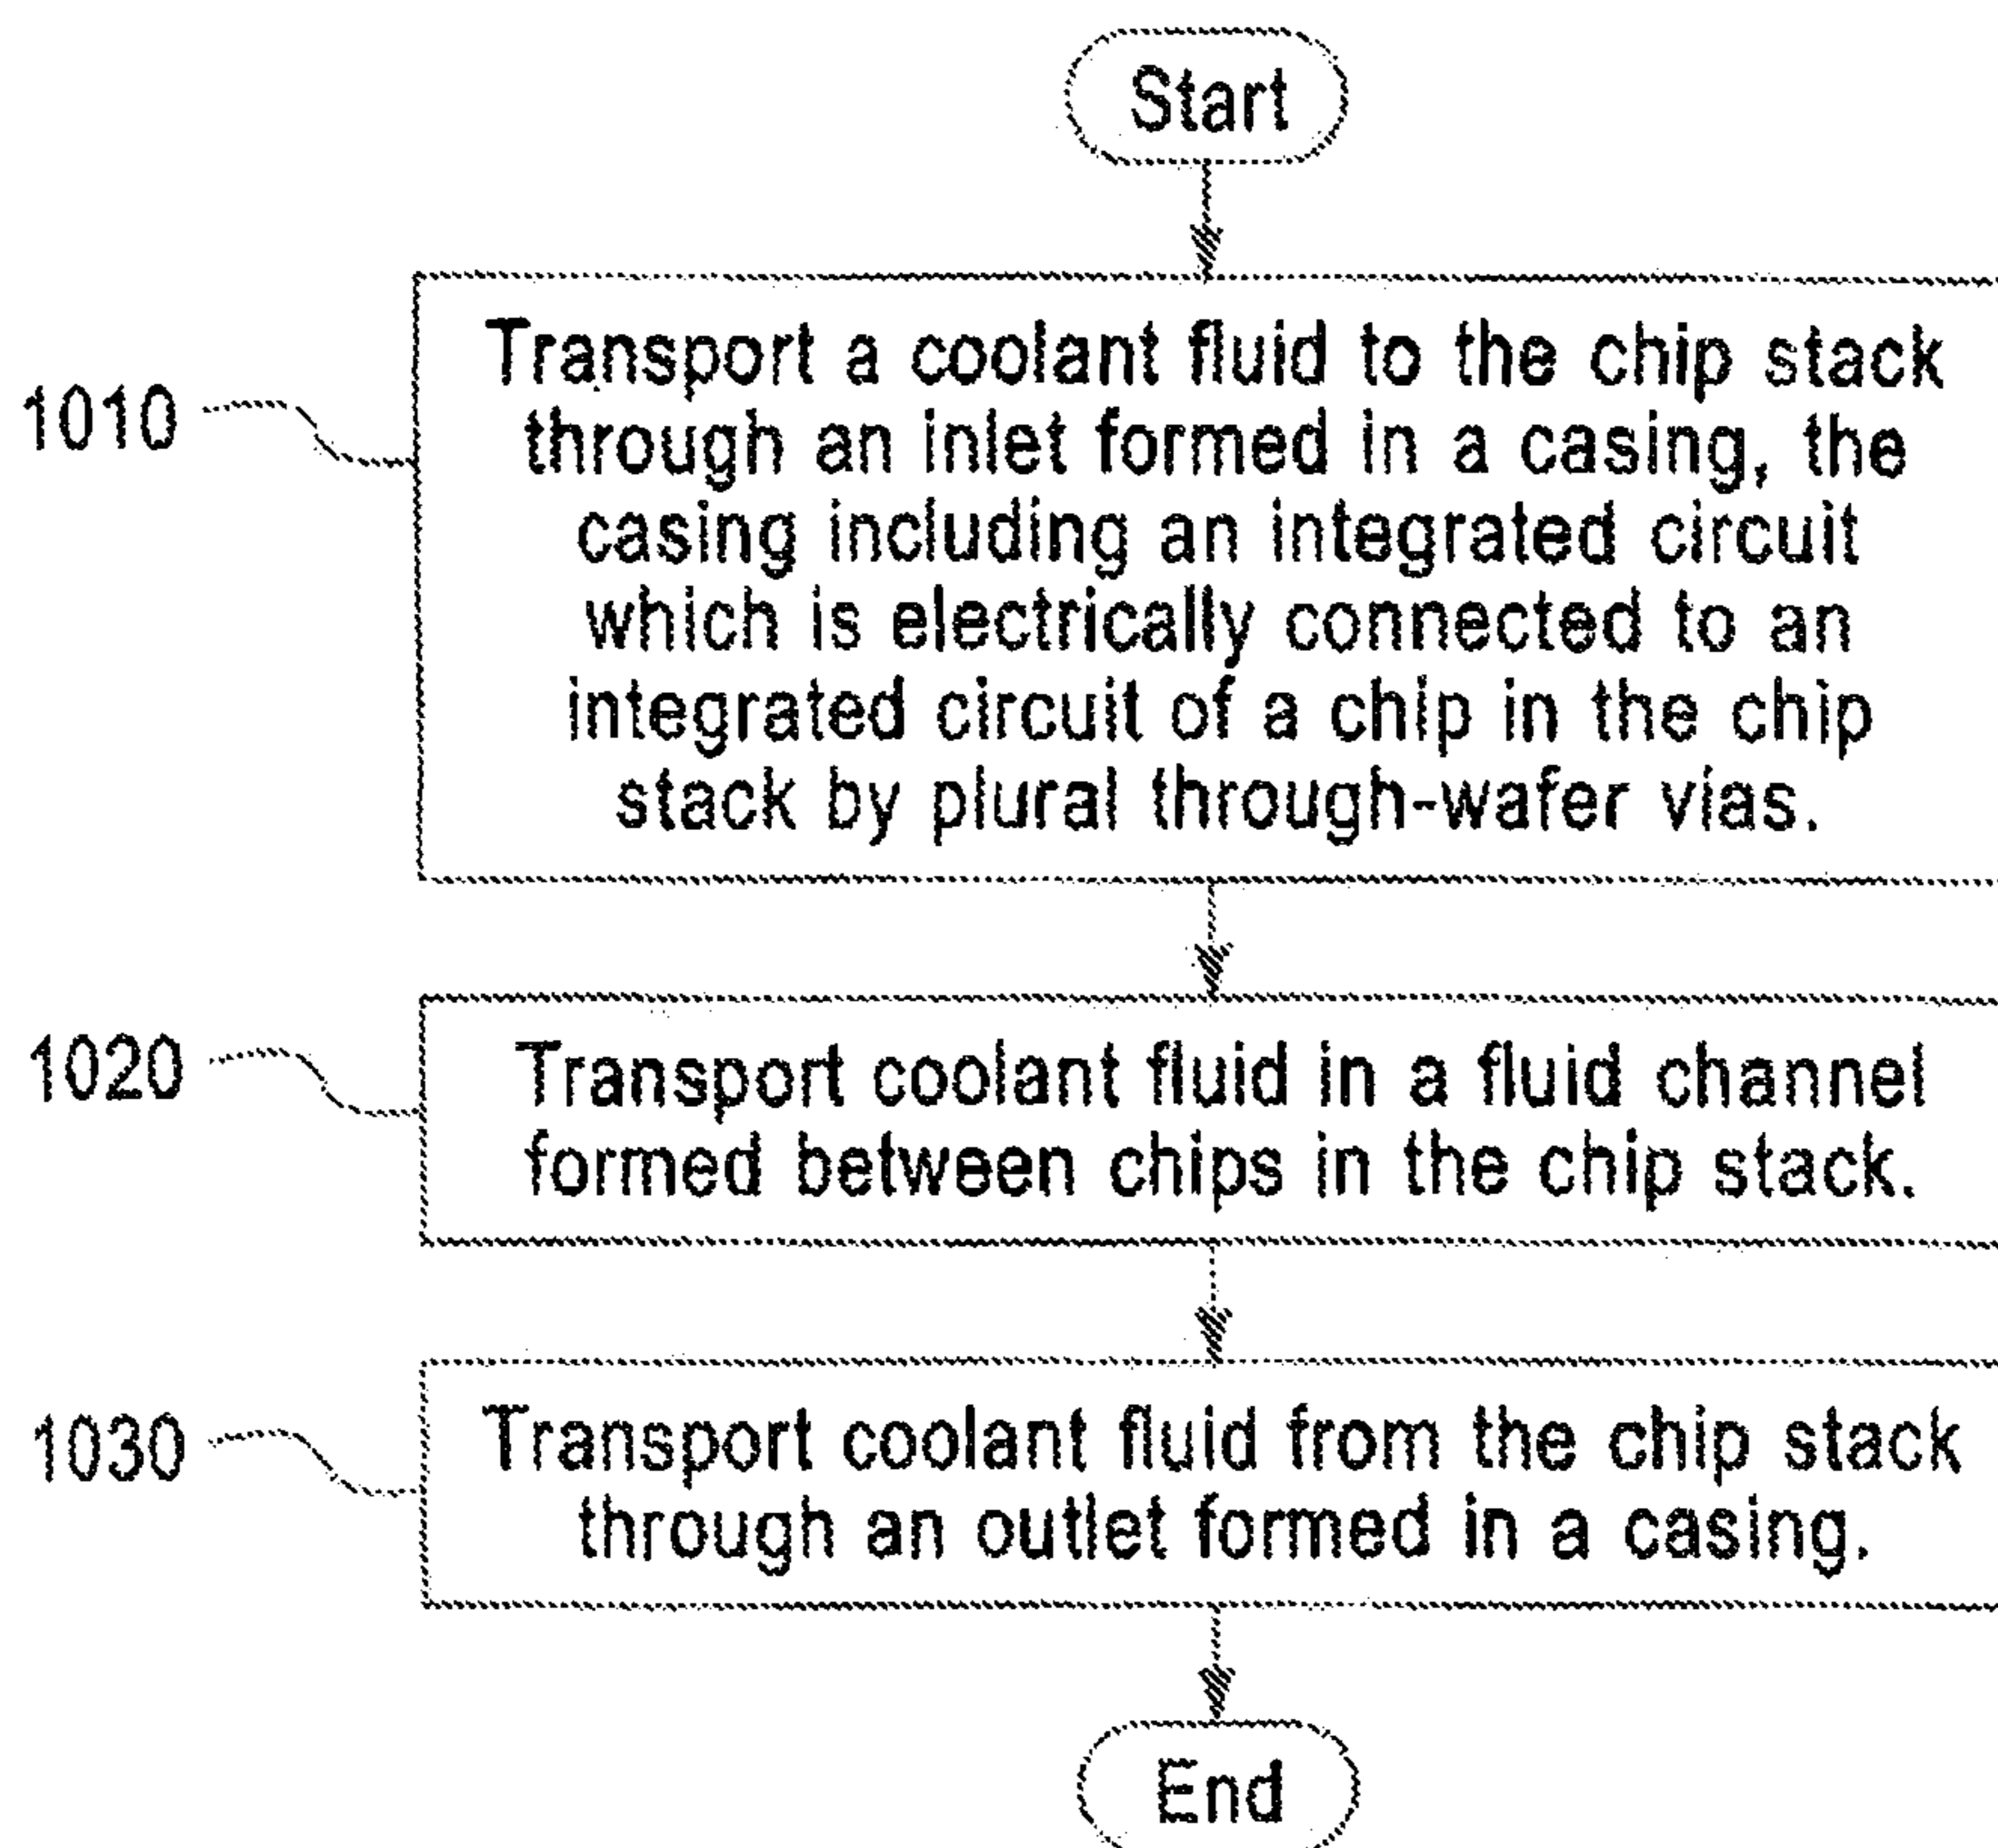 Start
1010
Transport a coolant fluid to the chip stack
through an inlet formed in a casing, the
casing including an integrated circuit
which is electrically connected to an
integrated circuit of a chip in the chip
stack by plural through-wafer vias.
1020
Transport coolant fluid in a fluid channel
formed between chips in the chip stack.
1030
Transport coolant fluid from the chip stack
through an outlet formed in a casing.
End